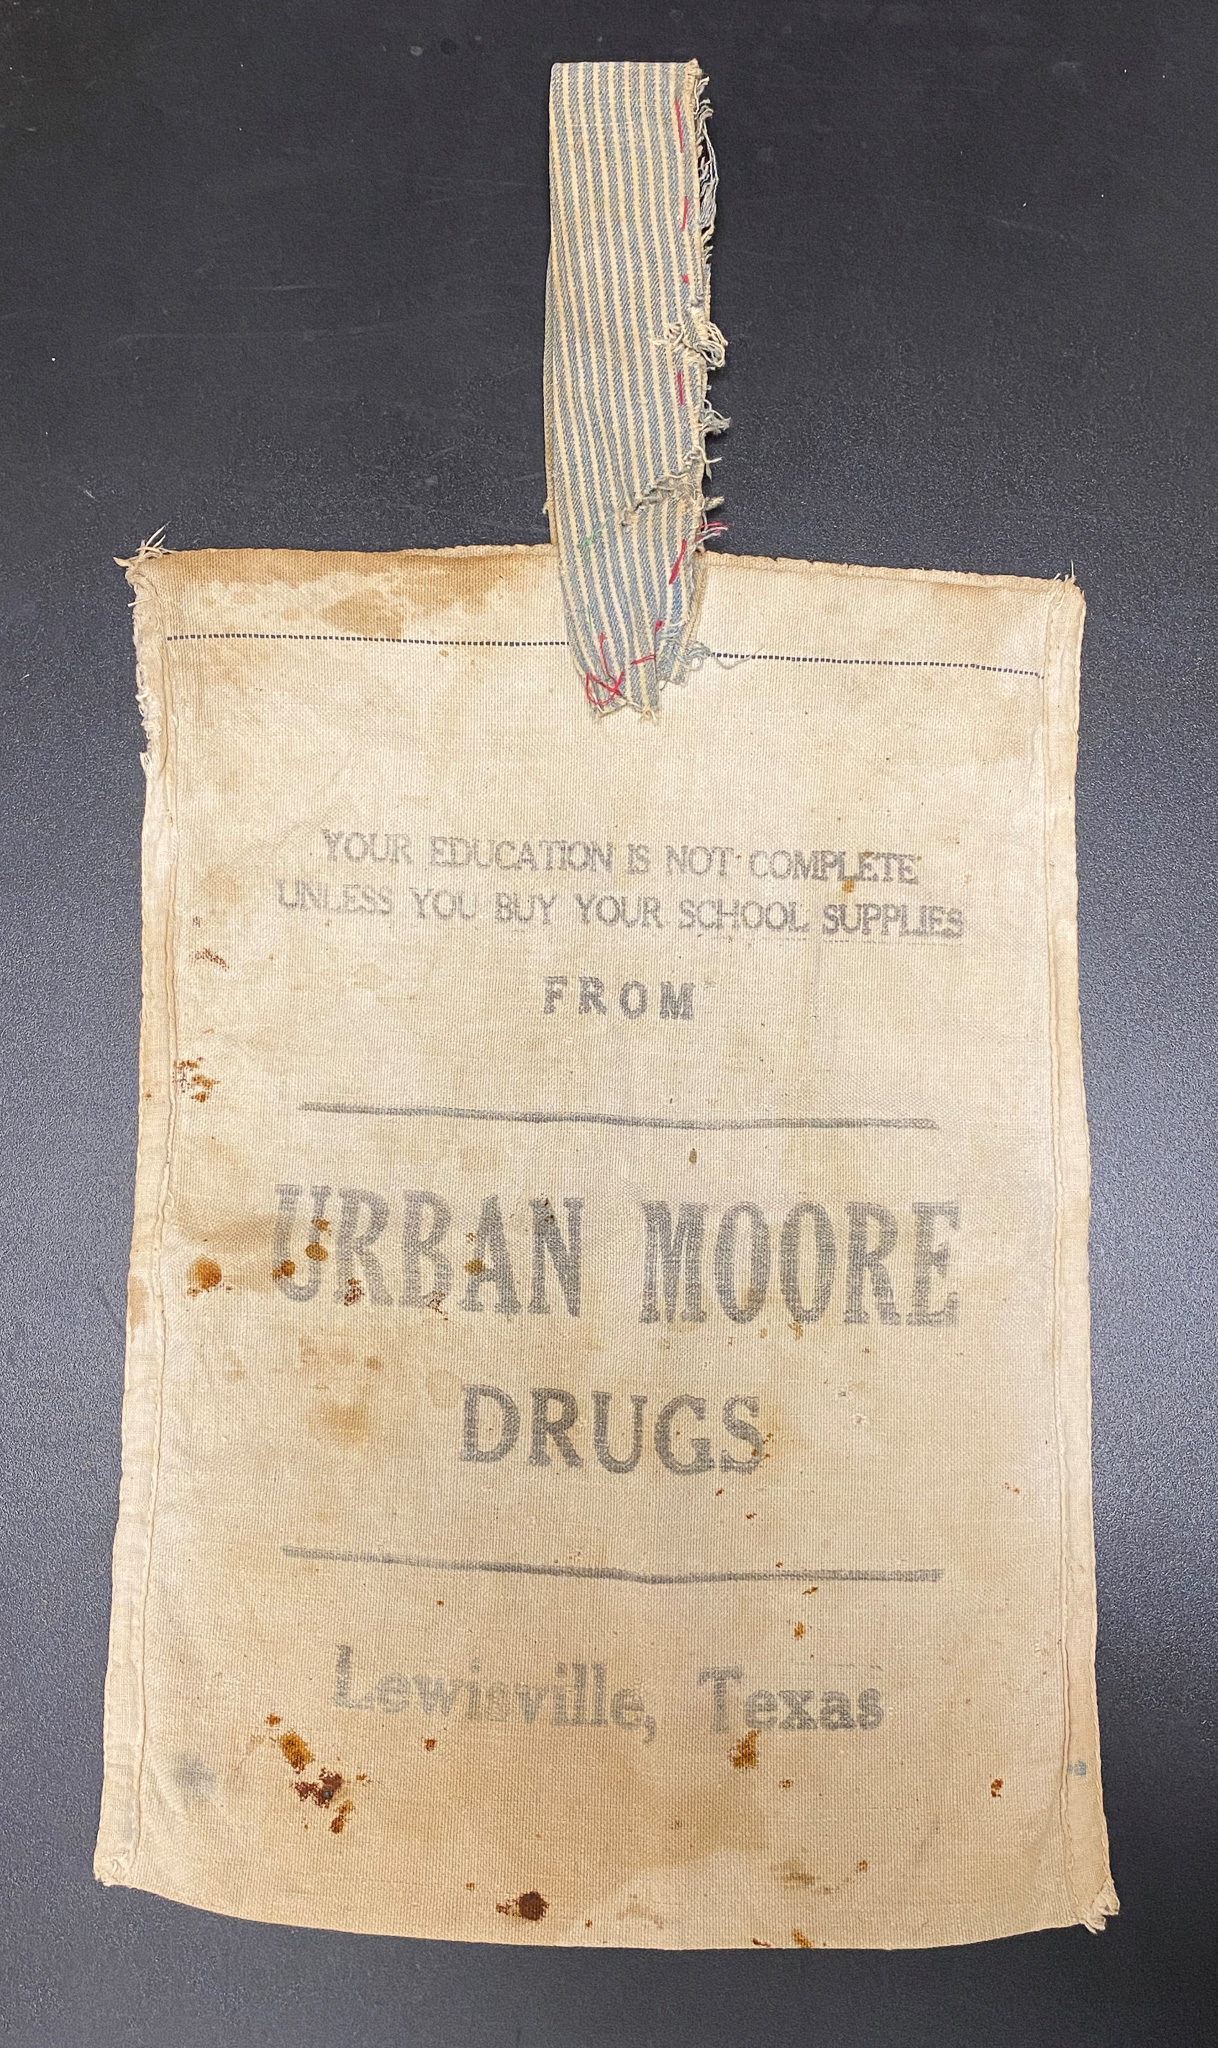 YOUR EDUCATION IS NOT COMPLETE
UNLESS YOU BUY YOUR SCHOOL SUPPLIES
FROM
URBAN MOORE
DRUGS
Lewisville, Texas